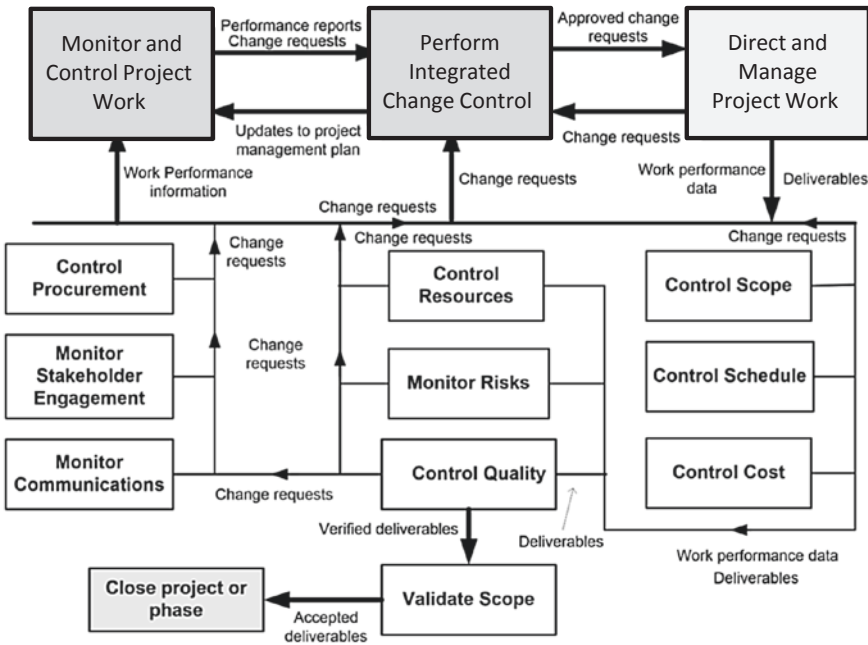 Monitor and
Control Project
Work
Performance reports
Change requests
Perform
Integrated
Change Control
Approved change
requests
Direct and
Manage
Project Work
Updates to project
management plan
Change requests
Work Performance
information
Change requests
Work performance
data
Deliverables
Change requests
Change
requests
Change requests
Change requests
Control
Procurement
Control
Resources
Control Scope
Monitor
Stakeholder
Engagement
Change
requests
Monitor Risks
Control Schedule
Monitor
Communications
Change requests
Control Quality
Control Cost
Verified deliverables
Deliverables
Work performance data
Deliverables
Close project or
phase
Accepted
deliverables
Validate Scope